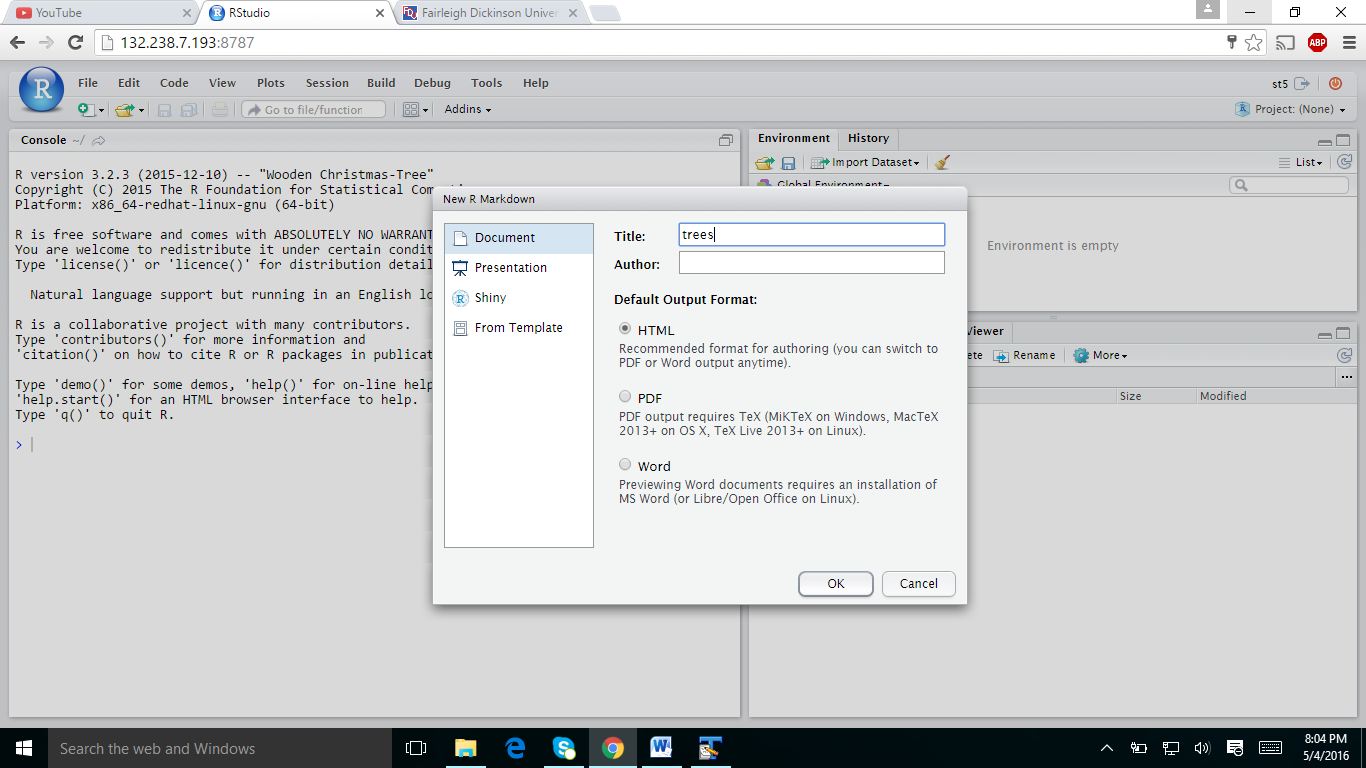 YouTube
RStudio
Fairleigh Dickinson Univer
132.238.7.193:8787
ABP
R
File Edit Code View Plots Session Build Debug Tools Help
st5
Go to file/function
Addins
Project: (None)
Console ~/
R version 3.2.3 (2015-12-10) -- "Wooden Christmas-Tree"
Copyright (C) 2015 The R Foundation for Statistical
Platform: x86_64-redhat-linux-gnu (64-bit)
R is free software and comes with ABSOLUTELY NO WARRANT
You are welcome to redistribute it under certain condit
Type 'license()' or 'licence()' for distribution detail
Natural language support but running in an English lo
R is a collaborative project with many contributors.
Type 'contributors()' for more information and
'citation()' on how to cite R or R packages in publicat
Type 'demo()' for some demos, 'help()' for on-line help
'help.start()' for an HTML browser interface to help.
Type 'q()' to quit R.
>
Environment History
Import Dataset
List
Global Environment
Environment is empty
New R Markdown
Document
Presentation
Shiny
From Template
Title: trees
Author:
Default Output Format:
HTML
Recommended format for authoring (you can switch to
PDF or Word output anytime).
PDF
PDF output requires TeX (MiKTeX on Windows, MacTeX
2013+ on OS X, TeX Live 2013+ on Linux).
Word
Previewing Word documents requires an installation of
MS Word (or Libre/Open Office on Linux).
OK Cancel
Viewer
ete Rename More
Size Modified
Search the web and Windows
8:04 PM
5/4/2016